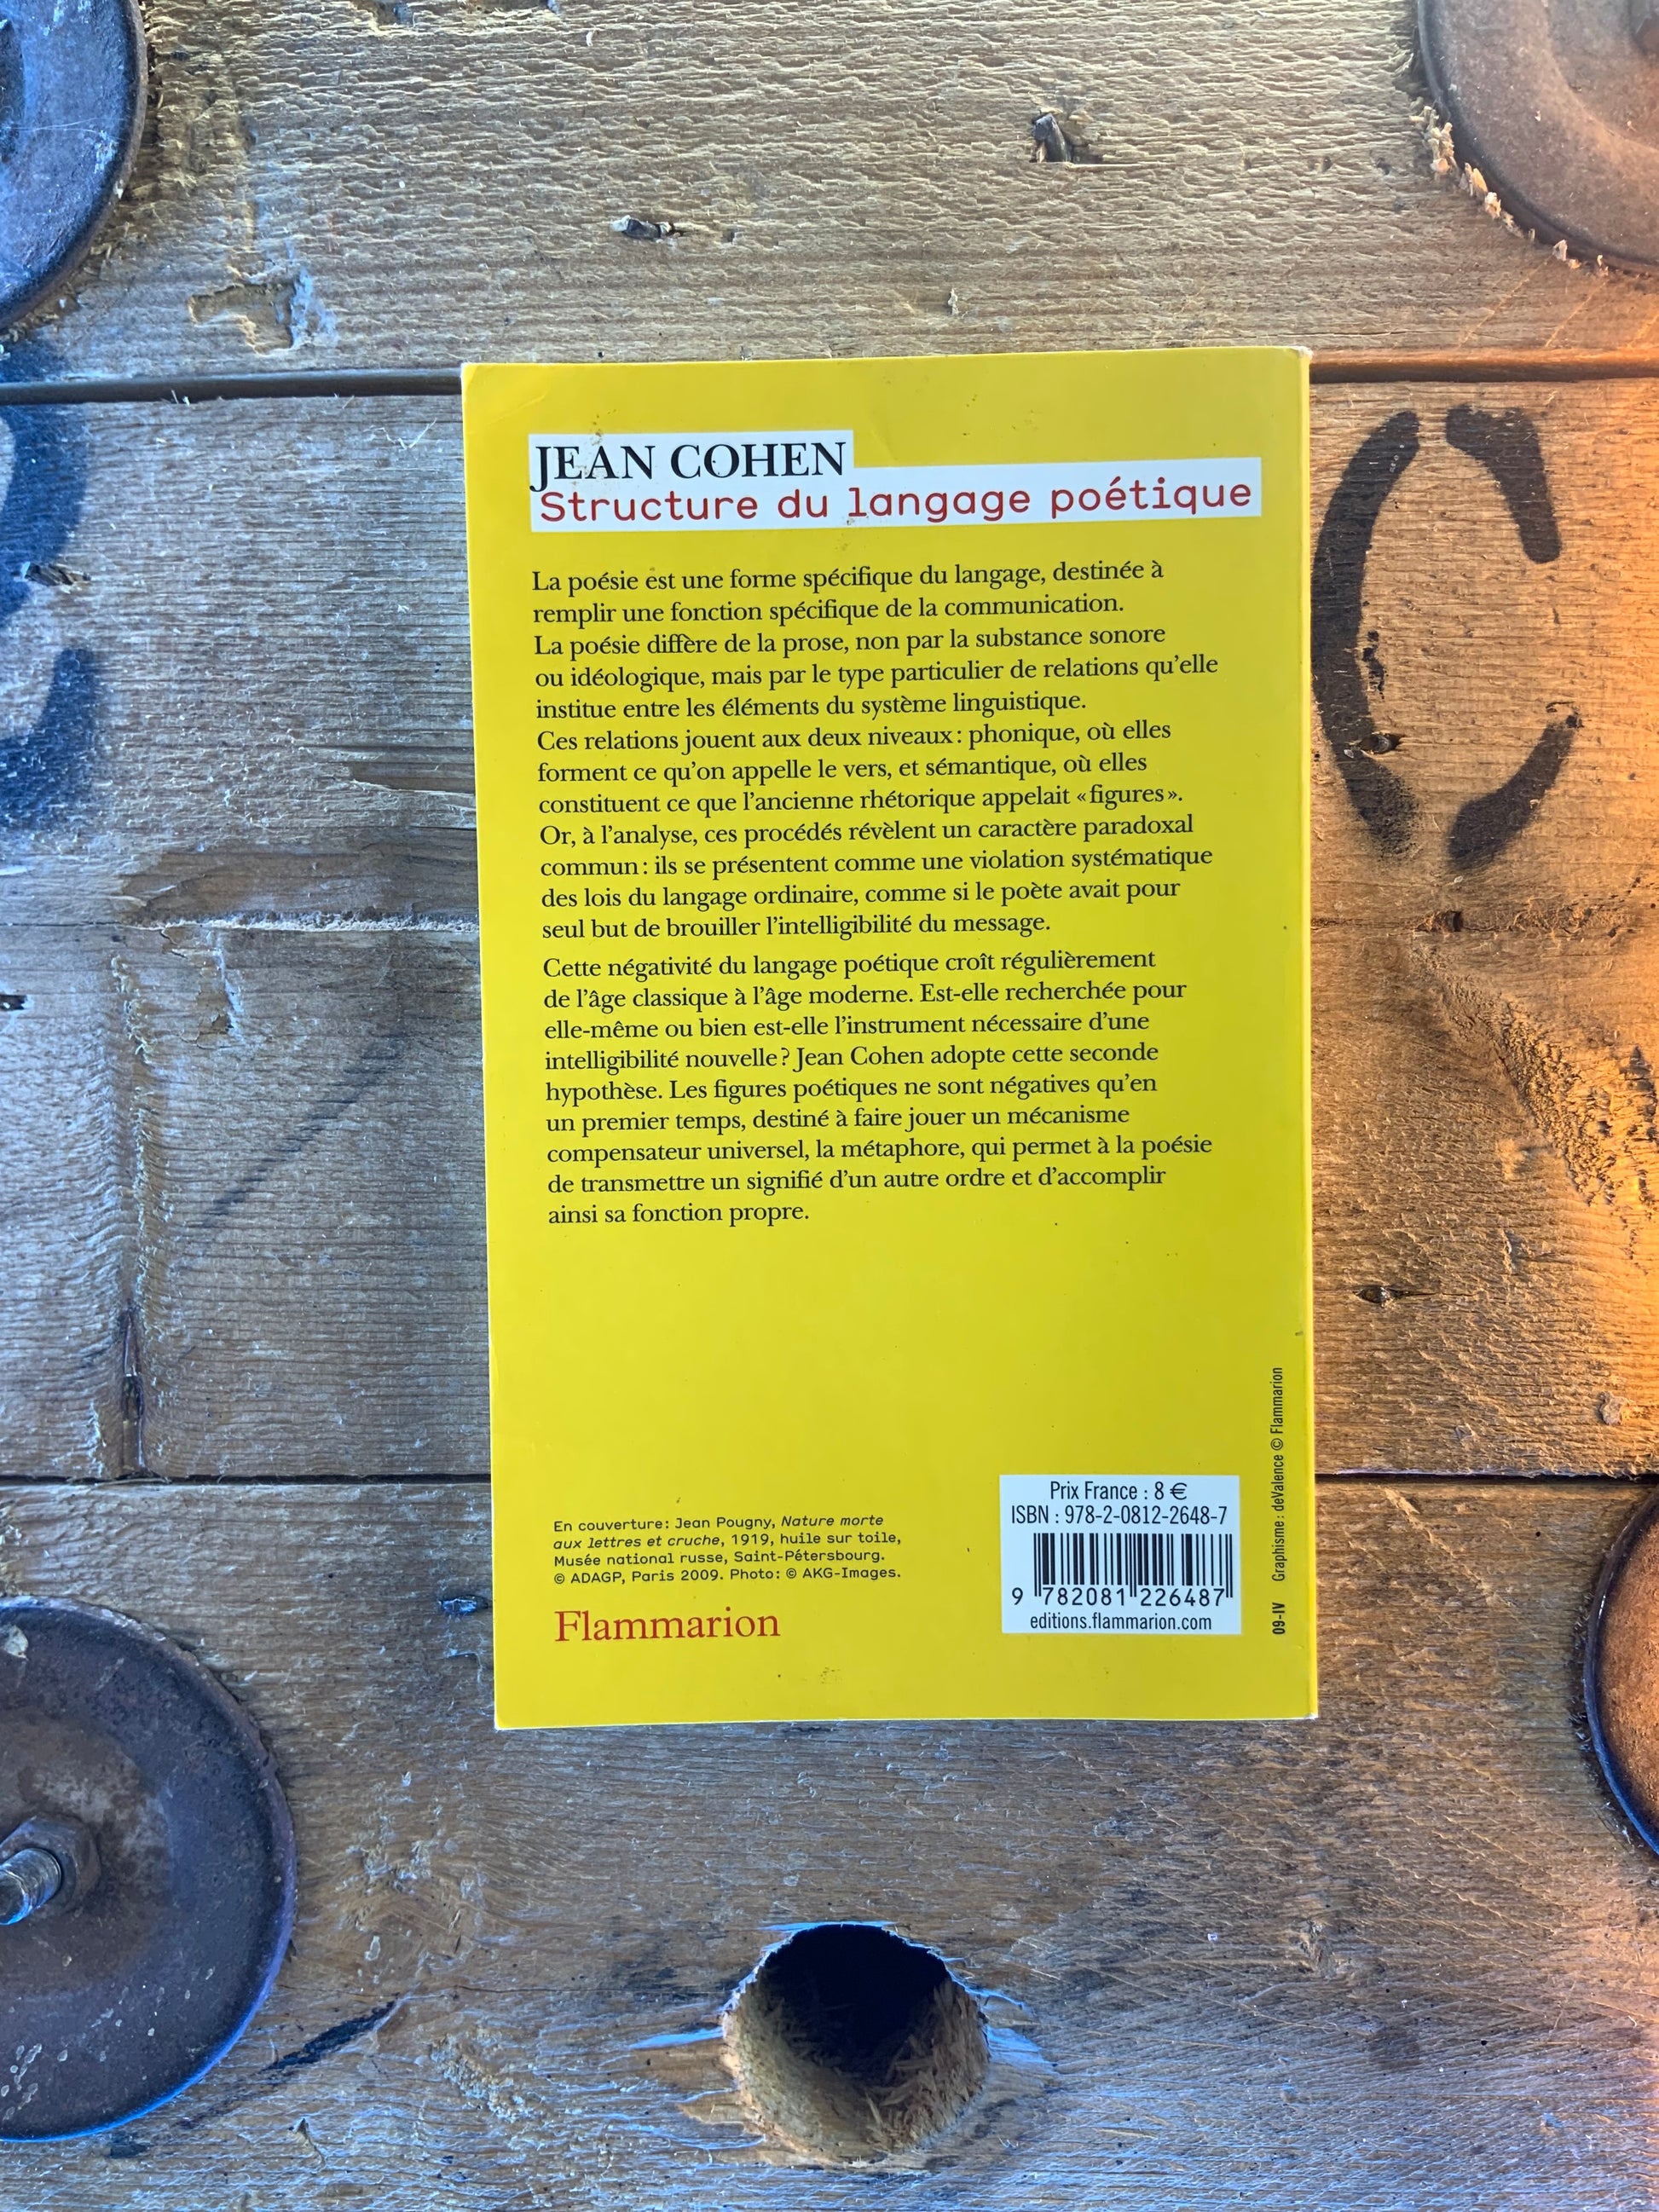 JEAN COHEN
Structure du langage poétique
La poésie est une forme spécifique du langage, destinée à
remplir une fonction spécifique de la communication.
La poésie diffère de la prose, non par la substance sonore
ou idéologique, mais par le type particulier de relations qu'elle
institue entre les éléments du système linguistique.
Ces relations jouent aux deux niveaux : phonique, où elles
forment ce qu'on appelle le vers, et sémantique, où elles
constituent ce que l'ancienne rhétorique appelait «figures».
Or, à l'analyse, ces procédés révèlent un caractère paradoxal
commun : ils se présentent comme une violation systématique
des lois du langage ordinaire, comme si le poète avait pour
seul but de brouiller l'intelligibilité du message.
Cette négativité du langage poétique croît régulièrement
de l'âge classique à l'âge moderne. Est-elle recherchée pour
elle-même ou bien est-elle l'instrument nécessaire d'une
intelligibilité nouvelle ? Jean Cohen adopte cette seconde
hypothèse. Les figures poétiques ne sont négatives qu'en
un premier temps, destiné à faire jouer un mécanisme
compensateur universel, la métaphore, qui permet à la poésie
de transmettre un signifié d'un autre ordre et d'accomplir
ainsi sa fonction propre.
En couverture: Jean Pougny, Nature morte
aux lettres et cruche, 1919, huile sur toile,
Musée national russe, Saint-Pétersbourg.
© ADAGP, Paris 2009. Photo: © AKG-Images.
Flammarion
Prix France : 8 €
ISBN : 978-2-0812-2648-7
9 782081 226487
editions.flammarion.com
09-IV Graphisme : deValence © Flammarion